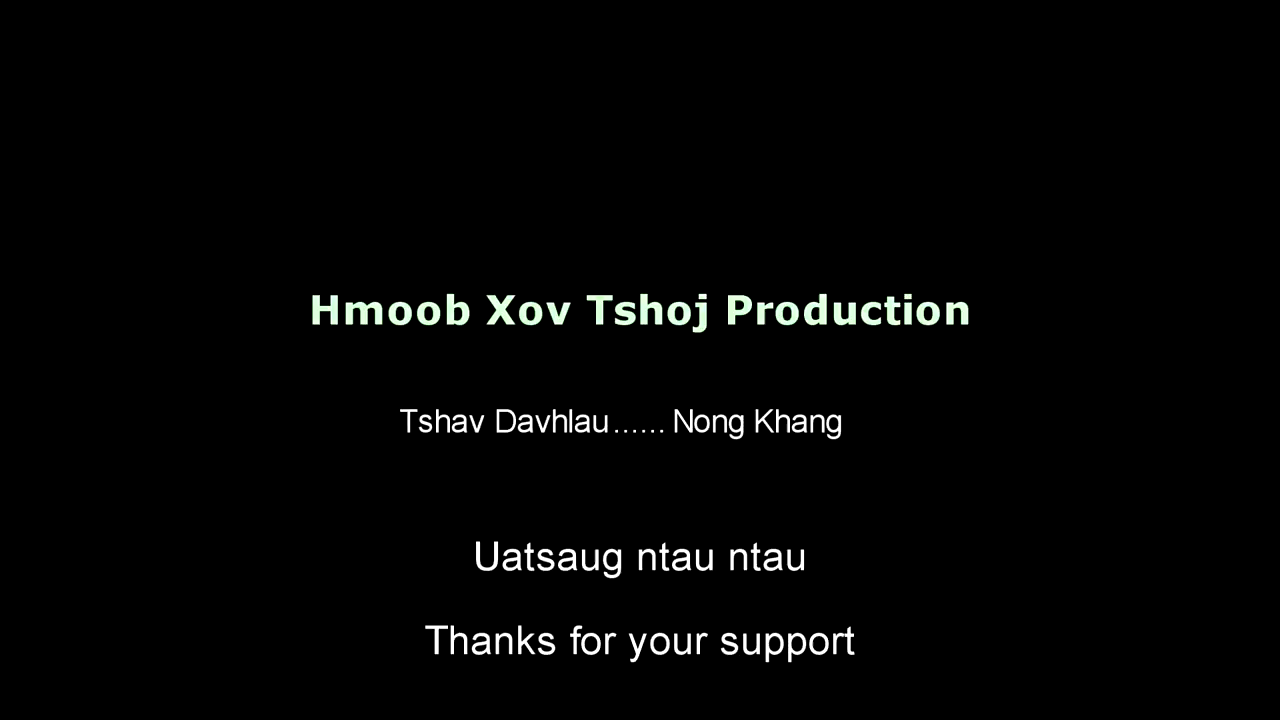 Hmoob Xov Tshoj Production
Tshav Davhlau...... Nong Khang
Uatsaug ntau ntau
Thanks for your support